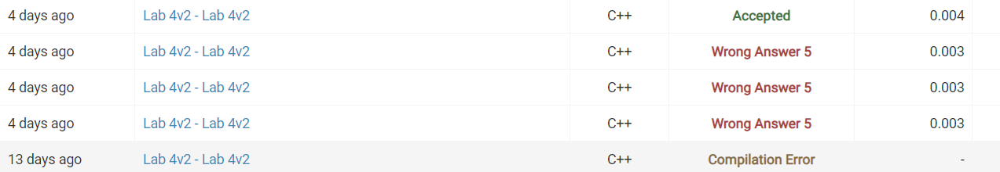 4 days ago Lab 4v2 - Lab 4v2 C++ Accepted 0.004
4 days ago Lab 4v2 - Lab 4v2 C++ Wrong Answer 5 0.003
4 days ago Lab 4v2 - Lab 4v2 C++ Wrong Answer 5 0.003
4 days ago Lab 4v2 - Lab 4v2 C++ Wrong Answer 5 0.003
13 days ago Lab 4v2 - Lab 4v2 C++ Compilation Error -